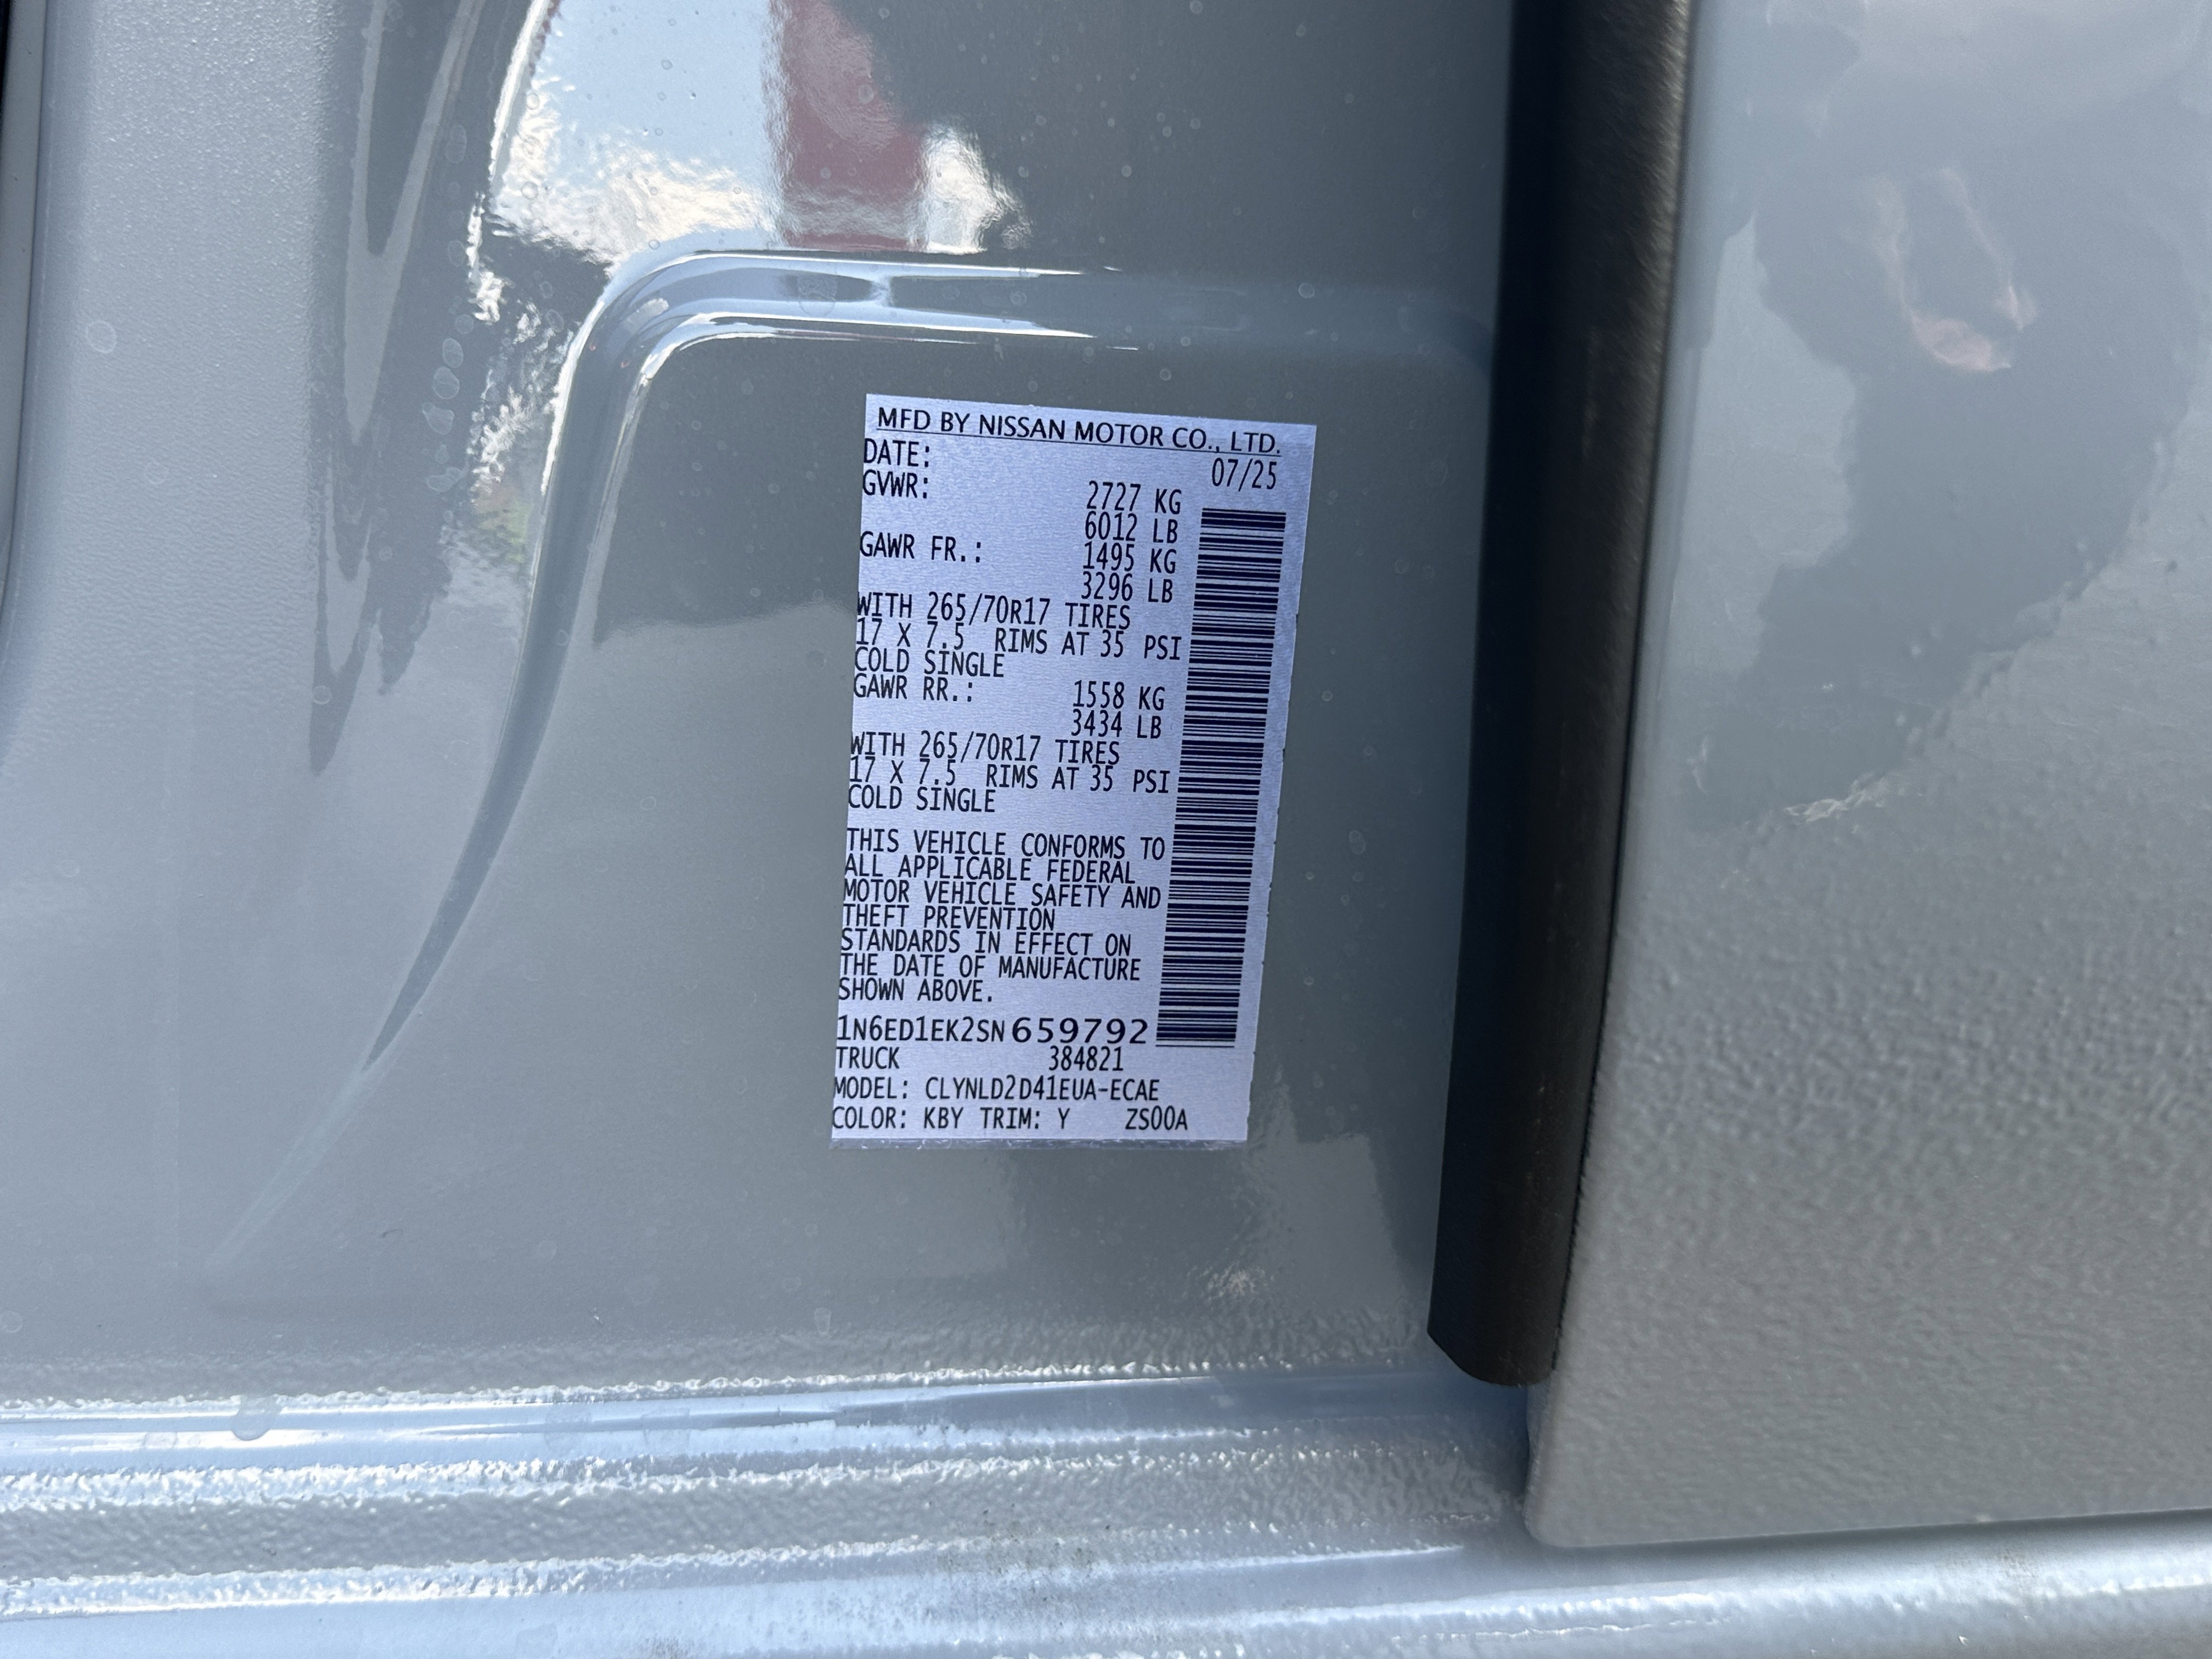 MFD BY NISSAN MOTOR CO., LTD.
DATE: 07/25
GVWR: 2727 KG
6012 LB
GAWR FR.: 1495 KG
3296 LB
WITH 265/70R17 TIRES
17 X 7.5 RIMS AT 35 PSI
COLD SINGLE
GAWR RR.: 1558 KG
3434 LB
WITH 265/70R17 TIRES
17 X 7.5 RIMS AT 35 PSI
COLD SINGLE
THIS VEHICLE CONFORMS TO
ALL APPLICABLE FEDERAL
MOTOR VEHICLE SAFETY AND
THEFT PREVENTION
STANDARDS IN EFFECT ON
THE DATE OF MANUFACTURE
SHOWN ABOVE.
1N6ED1EK2SN659792
TRUCK 384821
MODEL: CLYNLD2D41EUA-ECAE
COLOR: KBY TRIM: Y ZS00A